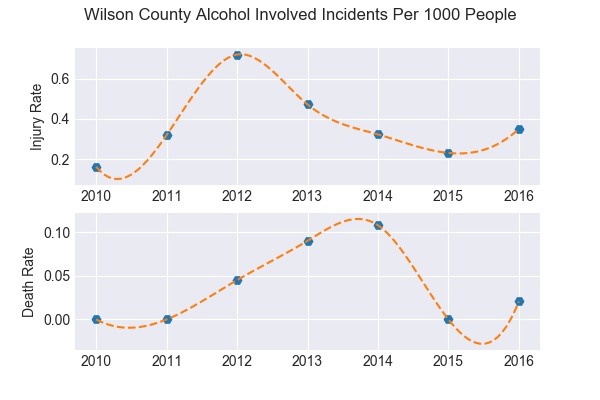 Wilson County Alcohol Involved Incidents Per 1000 People
Injury Rate
0.6
0.4
0.2
2010 2011 2012 2013 2014 2015 2016
Death Rate
0.10
0.05
0.00
2010 2011 2012 2013 2014 2015 2016